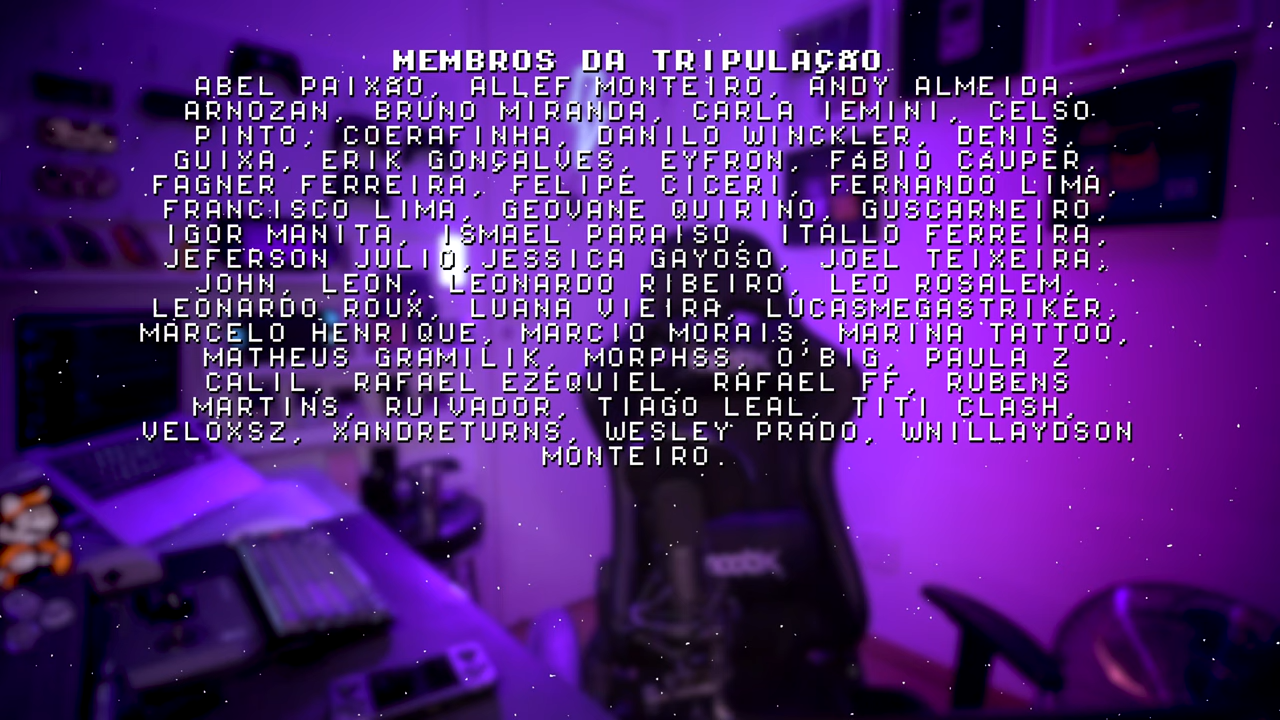 MEMBROS DA TRIPULAÇÃO
ABEL PAIXÃO, ALLEF MONTEIRO, ANDY ALMEIDA,
ARNOZAN, BRUNO MIRANDA, CARLA IEMINI, CELSO
PINTO, COERAFINHA, DANILO WINCKLER, DENIS,
GUIXA, ERIK GONÇALVES, EYFRON, FÁBIO CÁUPER,
FAGNER FERREIRA, FELIPE CICERI, FERNANDO LIMA,
FRANCISCO LIMA, GEOVANE QUIRINO, GUSCARNEIRO,
IGOR MANITA, ISMAEL PARAISO, ITALLO FERREIRA,
JEFERSON JULIO,JESSICA GAYOSO, JOEL TEIXEIRA,
JOHN, LEON, LEONARDO RIBEIRO, LEO ROSALEM,
LEONARDO ROUX, LUANA VIEIRA, LUCASMEGASTRIKER,
MARCELO HENRIQUE, MARCIO MORAIS, MARINA TATTOO,
MATHEUS GRAMILIK, MORPHSS, O'BIG, PAULA Z
CALIL, RAFAEL EZEQUIEL, RAFAEL FF, RUBENS
MARTINS, RUIVADOR, TIAGO LEAL, TITI CLASH,
VELOXSZ, XANDRETURNS, WESLEY PRADO, WNILLAYDSON
MONTEIRO.